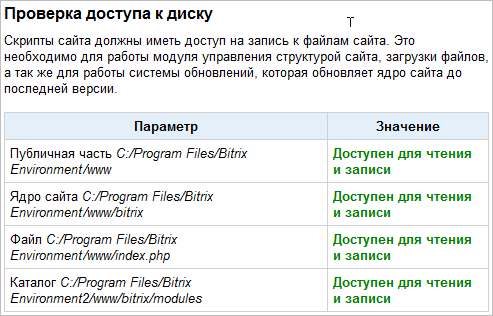 Проверка доступа к диску
Скрипты сайта должны иметь доступ на запись к файлам сайта. Это
необходимо для работы модуля управления структурой сайта, загрузки файлов,
а так же для работы системы обновлений, которая обновляет ядро сайта до
последней версии.
Параметр Значение
Публичная часть C:/Program Files/Bitrix
Environment/www
Доступен для чтения
и записи
Ядро сайта C:/Program Files/Bitrix
Environment/www/bitrix
Доступен для чтения
и записи
Файл C:/Program Files/Bitrix
Environment/www/index.php
Доступен для чтения
и записи
Каталог C:/Program Files/Bitrix
Environment2/www/bitrix/modules
Доступен для чтения
и записи